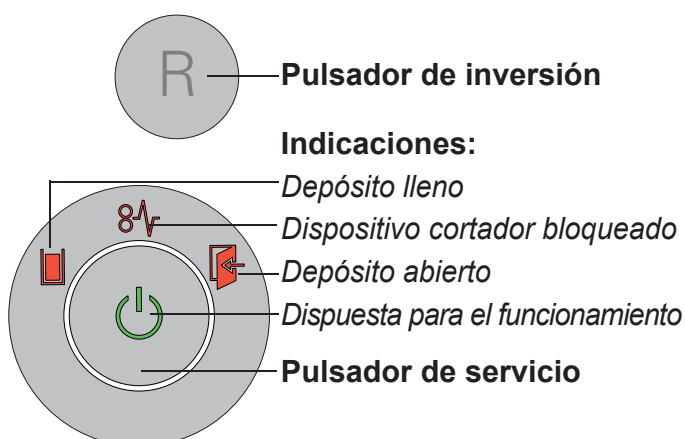 R
Pulsador de inversión
Indicaciones:
Depósito lleno
Dispositivo cortador bloqueado
Depósito abierto
Dispuesta para el funcionamiento
Pulsador de servicio